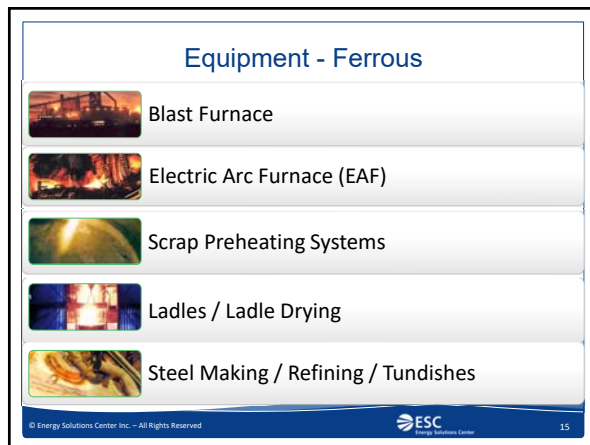 Equipment - Ferrous
Blast Furnace
Electric Arc Furnace (EAF)
Scrap Preheating Systems
Ladles / Ladle Drying
Steel Making / Refining / Tundishes
© Energy Solutions Center Inc. – All Rights Reserved
ESC
Energy Solutions Center
15